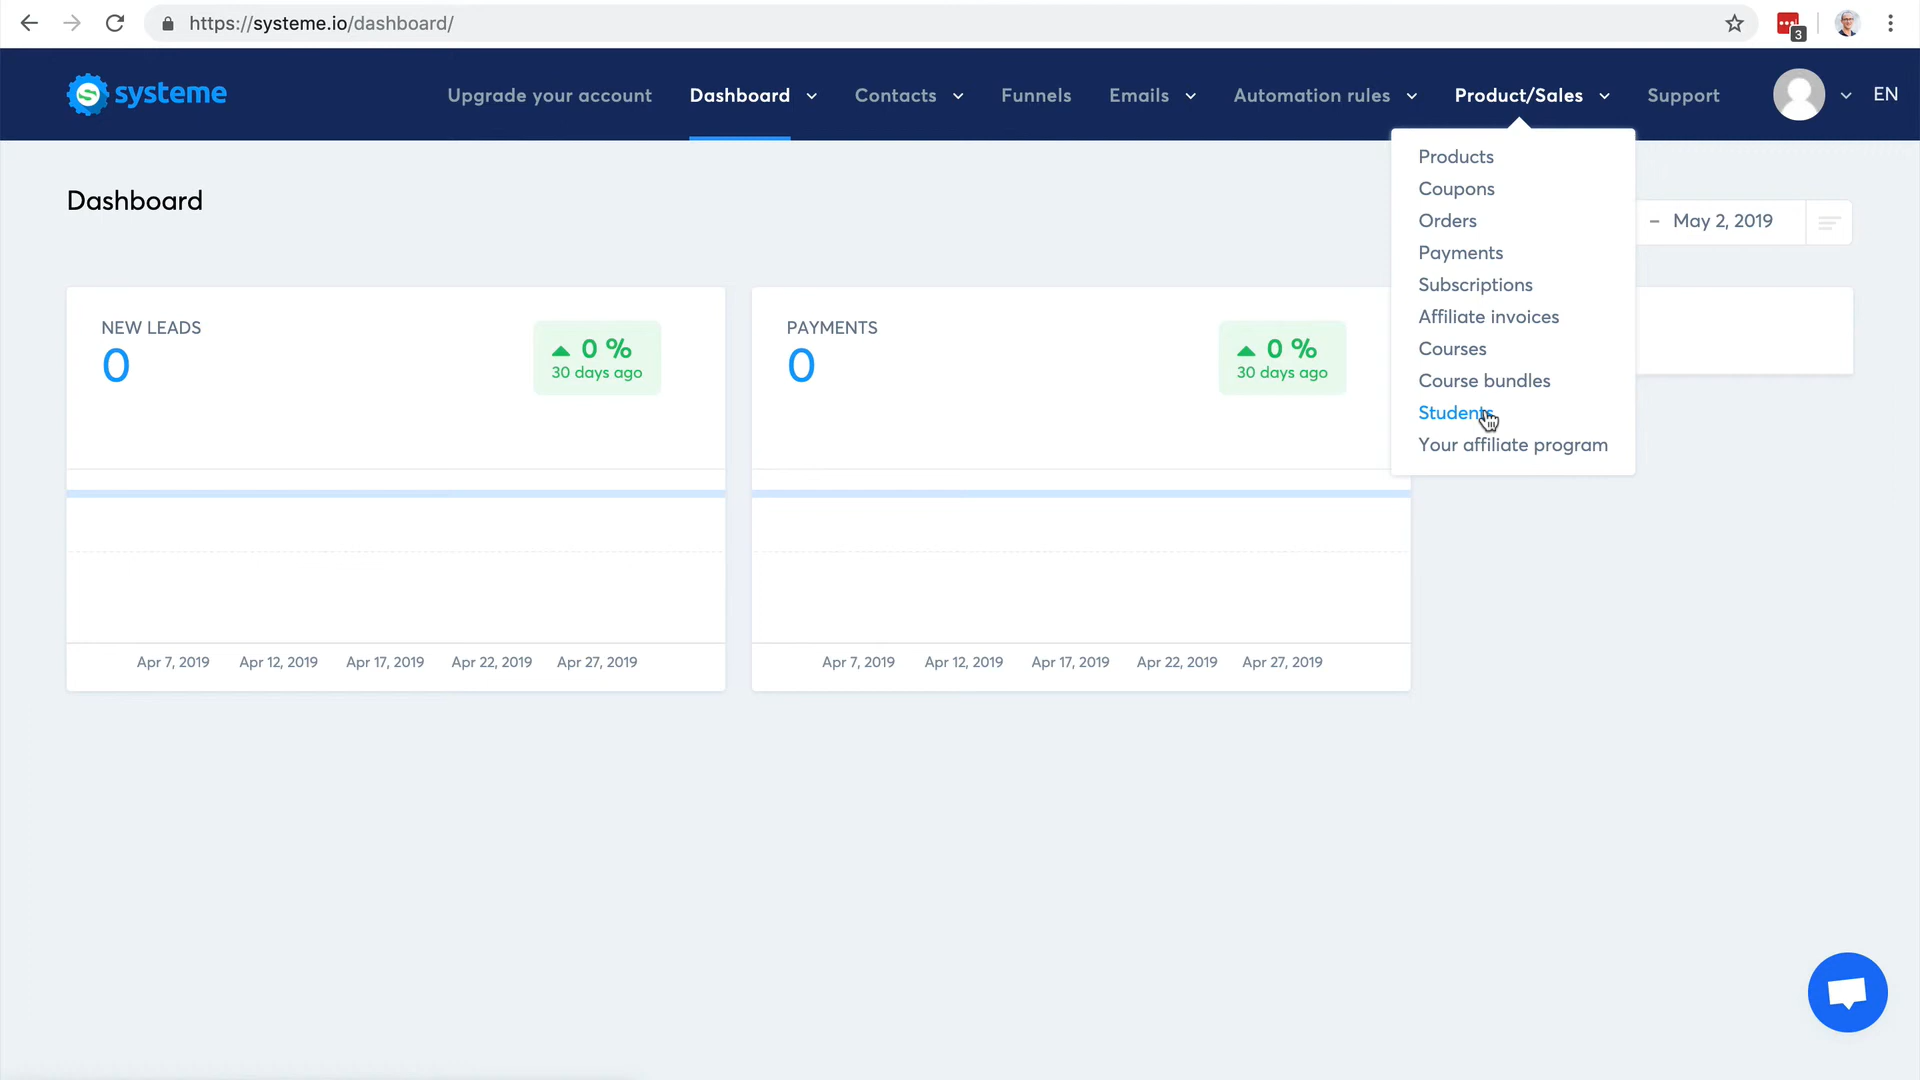 https://systeme.io/dashboard/
3
systeme
Upgrade your account
Dashboard
Contacts
Funnels
Emails
Automation rules
Product/Sales
Support
EN
Products
Coupons
Orders
Payments
Subscriptions
Affiliate invoices
Courses
Course bundles
Students
Your affiliate program
Dashboard
– May 2, 2019
NEW LEADS
0
0 %
30 days ago
Apr 7, 2019 Apr 12, 2019 Apr 17, 2019 Apr 22, 2019 Apr 27, 2019
PAYMENTS
0
0 %
30 days ago
Apr 7, 2019 Apr 12, 2019 Apr 17, 2019 Apr 22, 2019 Apr 27, 2019